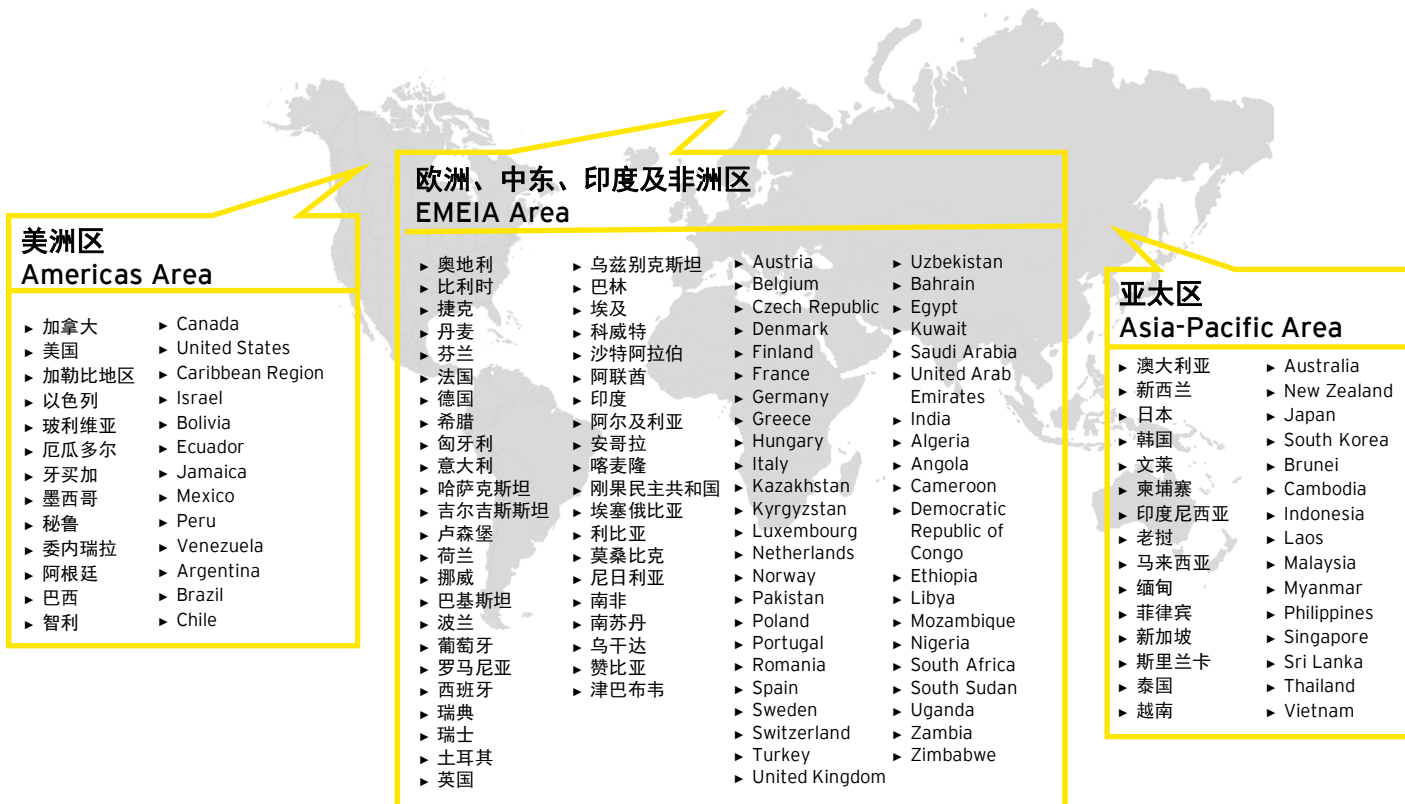 美洲区
Americas Area
► 加拿大
► 美国
► 加勒比地区
► 以色列
► 玻利维亚
► 厄瓜多尔
► 牙买加
► 墨西哥
► 秘鲁
► 委内瑞拉
► 阿根廷
► 巴西
► 智利
► Canada
► United States
► Caribbean Region
► Israel
► Bolivia
► Ecuador
► Jamaica
► Mexico
► Peru
► Venezuela
► Argentina
► Brazil
► Chile
欧洲、中东、印度及非洲区
EMEIA Area
► 奥地利
► 比利时
► 捷克
► 丹麦
► 芬兰
► 法国
► 德国
► 希腊
► 匈牙利
► 意大利
► 哈萨克斯坦
► 吉尔吉斯斯坦
► 卢森堡
► 荷兰
► 挪威
► 巴基斯坦
► 波兰
► 葡萄牙
► 罗马尼亚
► 西班牙
► 瑞典
► 瑞士
► 土耳其
► 英国
► 乌兹别克斯坦
► 巴林
► 埃及
► 科威特
► 沙特阿拉伯
► 阿联酋
► 印度
► 阿尔及利亚
► 安哥拉
► 喀麦隆
► 刚果民主共和国
► 埃塞俄比亚
► 利比亚
► 莫桑比克
► 尼日利亚
► 南非
► 南苏丹
► 乌干达
► 赞比亚
► 津巴布韦
► Austria
► Belgium
► Czech Republic
► Denmark
► Finland
► France
► Germany
► Greece
► Hungary
► Italy
► Kazakhstan
► Kyrgyzstan
► Luxembourg
► Netherlands
► Norway
► Pakistan
► Poland
► Portugal
► Romania
► Spain
► Sweden
► Switzerland
► Turkey
► United Kingdom
► Uzbekistan
► Bahrain
► Egypt
► Kuwait
► Saudi Arabia
► United Arab
Emirates
► India
► Algeria
► Angola
► Cameroon
► Democratic
Republic of
Congo
► Ethiopia
► Libya
► Mozambique
► Nigeria
► South Africa
► South Sudan
► Uganda
► Zambia
► Zimbabwe
亚太区
Asia-Pacific Area
► 澳大利亚
► 新西兰
► 日本
► 韩国
► 文莱
► 柬埔寨
► 印度尼西亚
► 老挝
► 马来西亚
► 缅甸
► 菲律宾
► 新加坡
► 斯里兰卡
► 泰国
► 越南
► Australia
► New Zealand
► Japan
► South Korea
► Brunei
► Cambodia
► Indonesia
► Laos
► Malaysia
► Myanmar
► Philippines
► Singapore
► Sri Lanka
► Thailand
► Vietnam